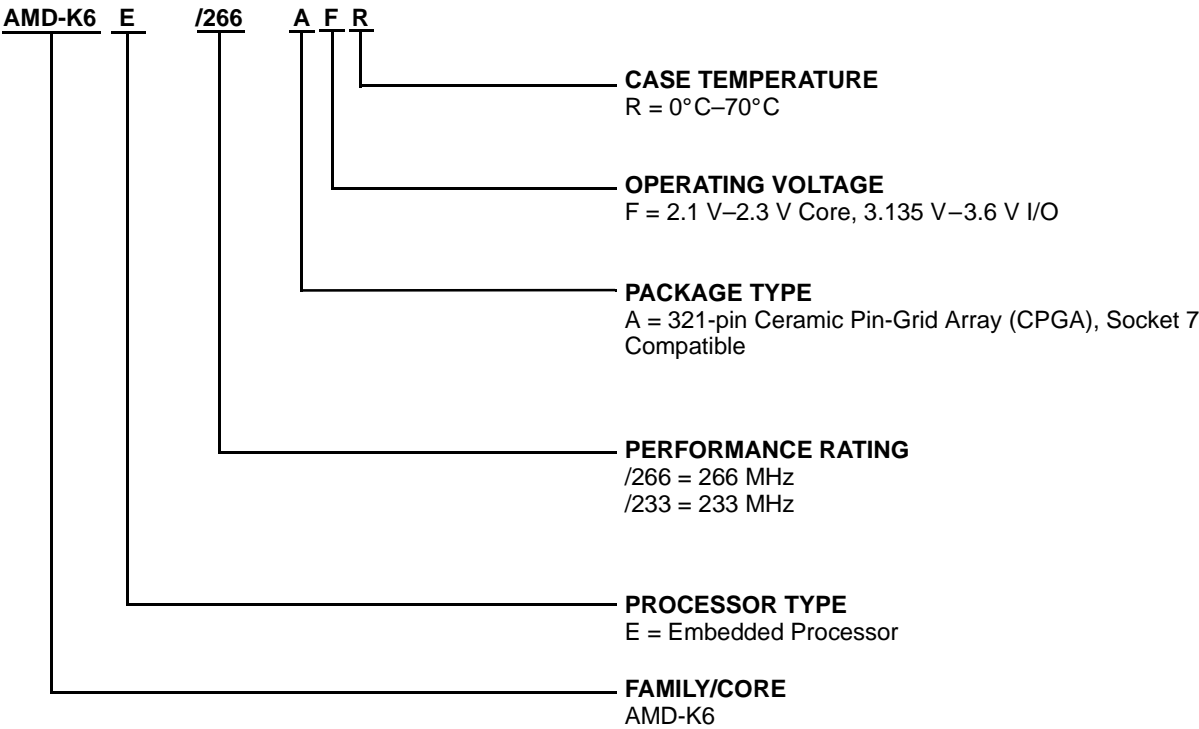 AMD-K6 E /266 A F R
CASE TEMPERATURE
R = 0°C–70°C
OPERATING VOLTAGE
F = 2.1 V–2.3 V Core, 3.135 V–3.6 V I/O
PACKAGE TYPE
A = 321-pin Ceramic Pin-Grid Array (CPGA), Socket 7
Compatible
PERFORMANCE RATING
/266 = 266 MHz
/233 = 233 MHz
PROCESSOR TYPE
E = Embedded Processor
FAMILY/CORE
AMD-K6